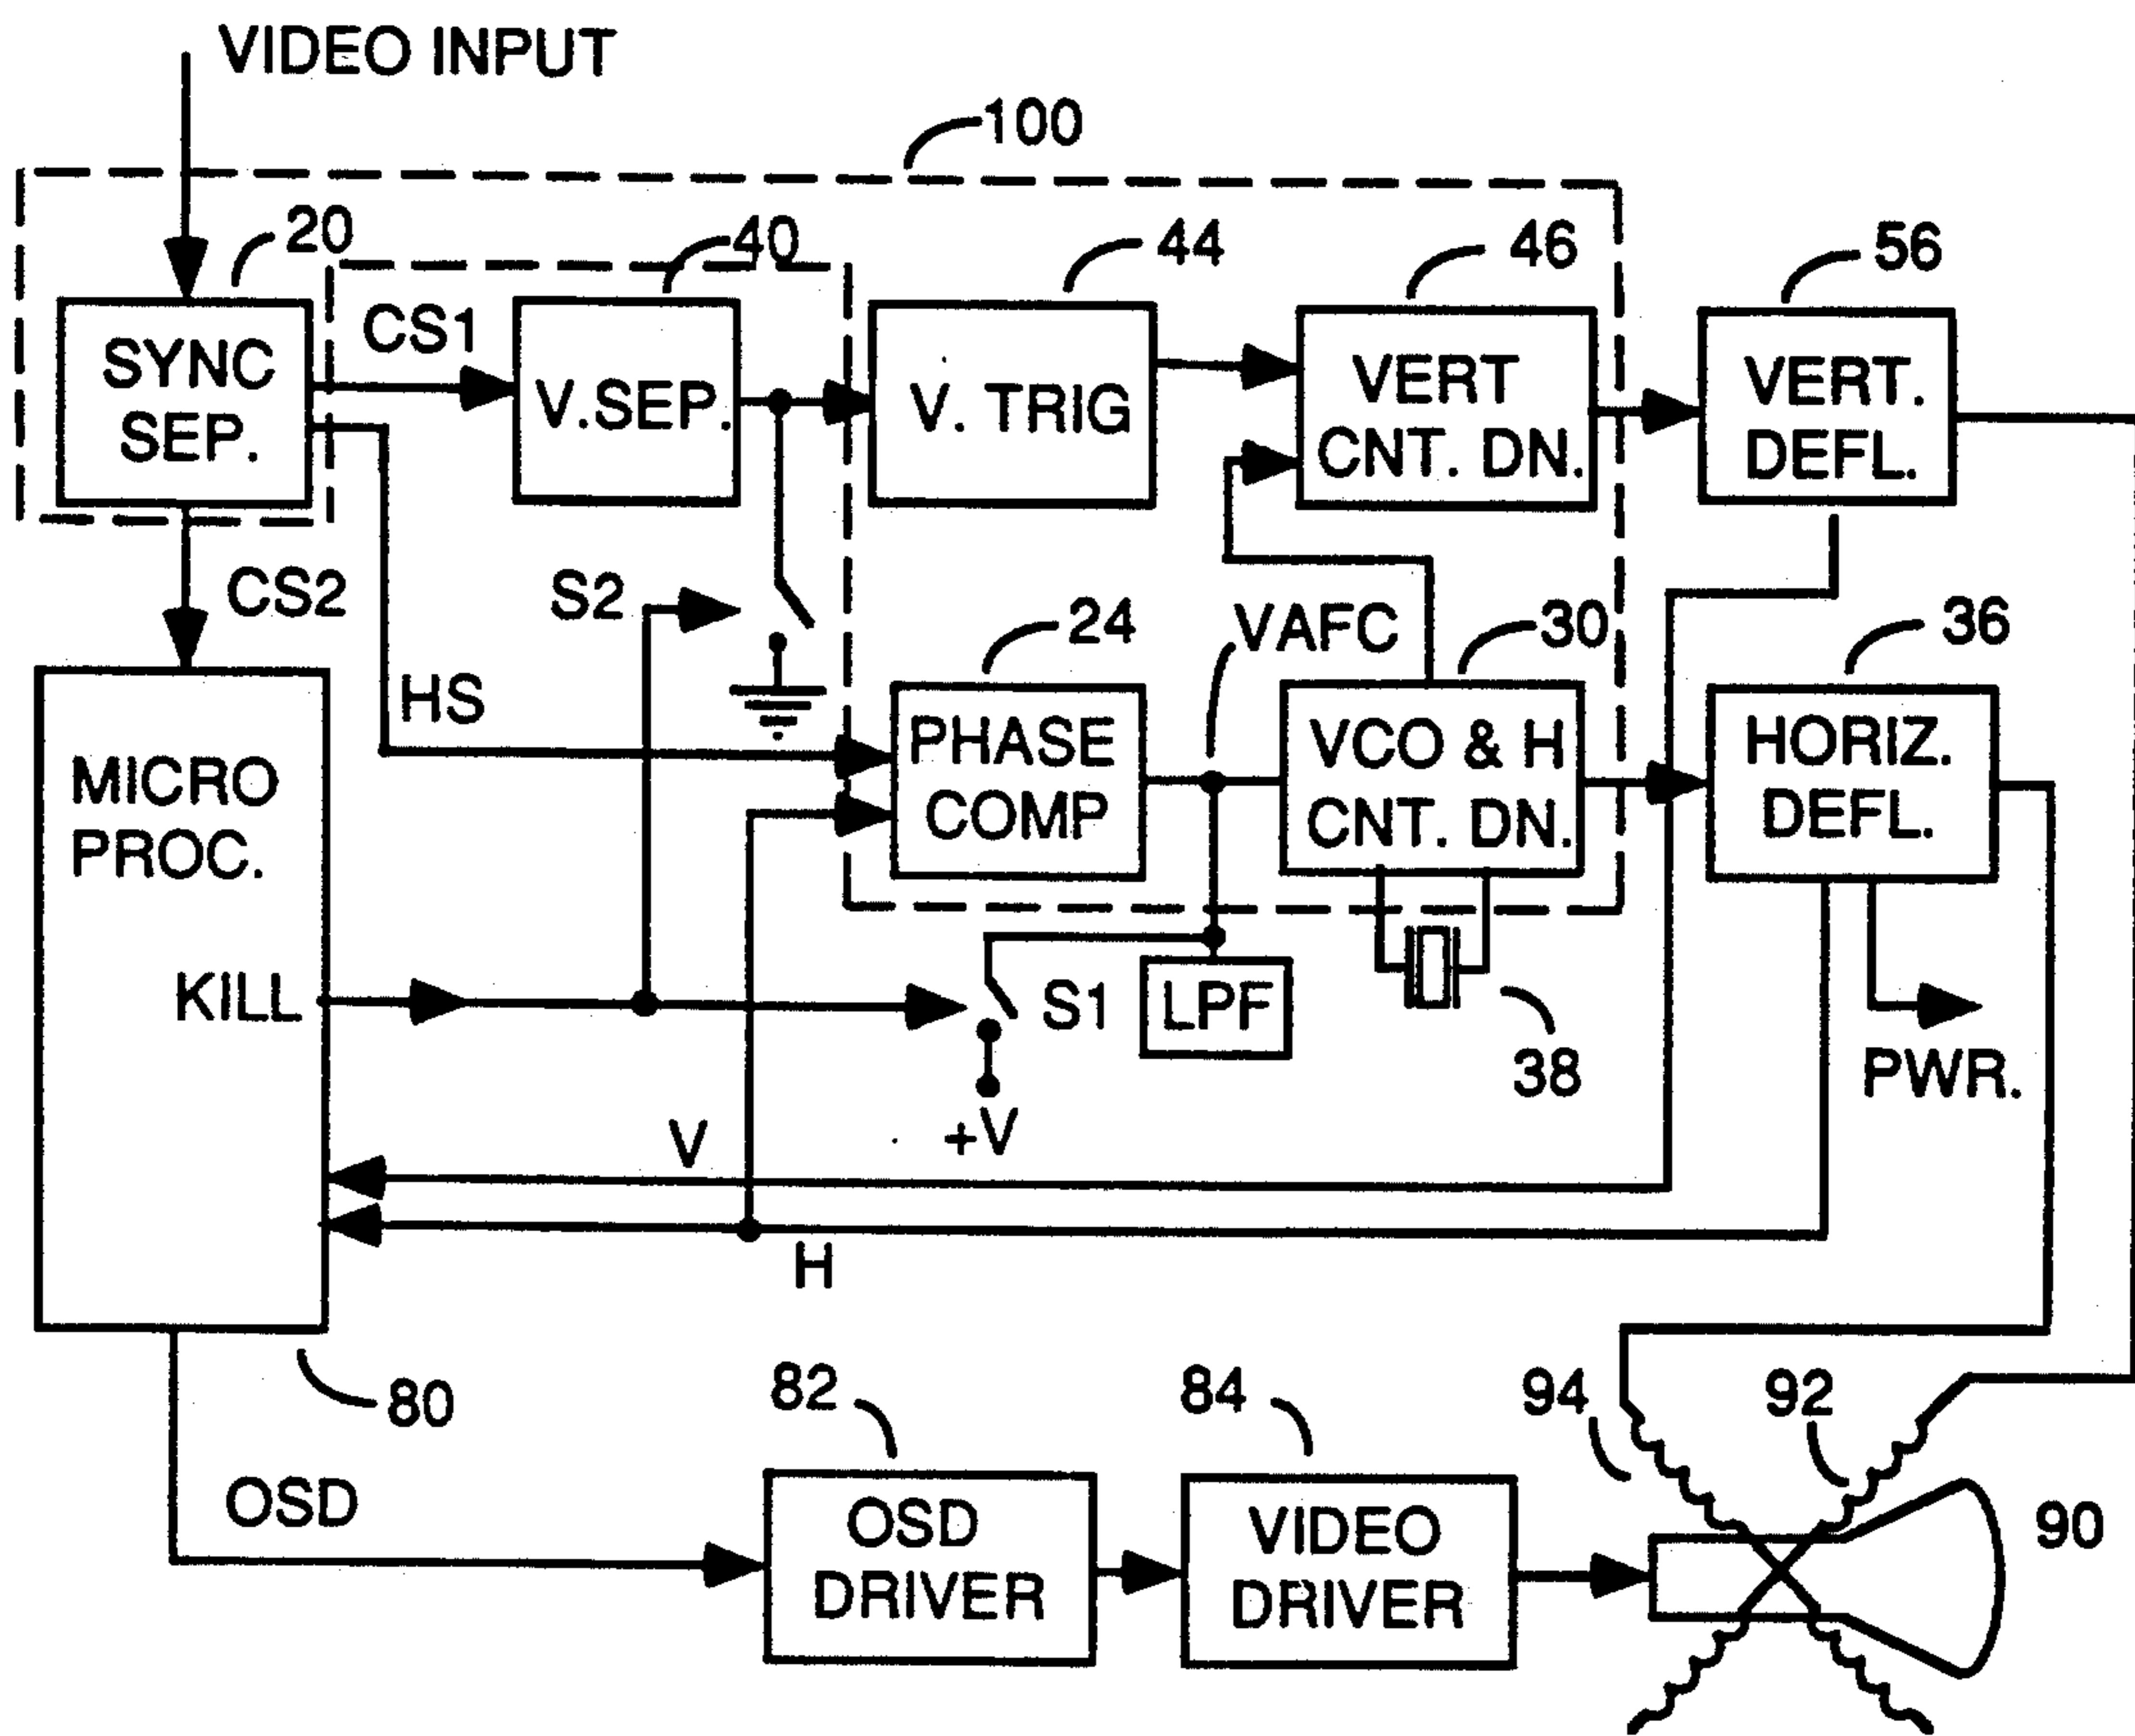 VIDEO INPUT
100
20
40
44
46
56
SYNC
SEP.
CS1
V.SEP.
V. TRIG
VERT
CNT. DN.
VERT.
DEFL.
CS2
S2
24
VAFC
30
36
HS
MICRO
PROC.
PHASE
COMP
VCO & H
CNT. DN.
HORIZ.
DEFL.
KILL
S1
LPF
38
PWR.
+V
V
H
80
82
84
94
92
OSD
OSD
DRIVER
VIDEO
DRIVER
90